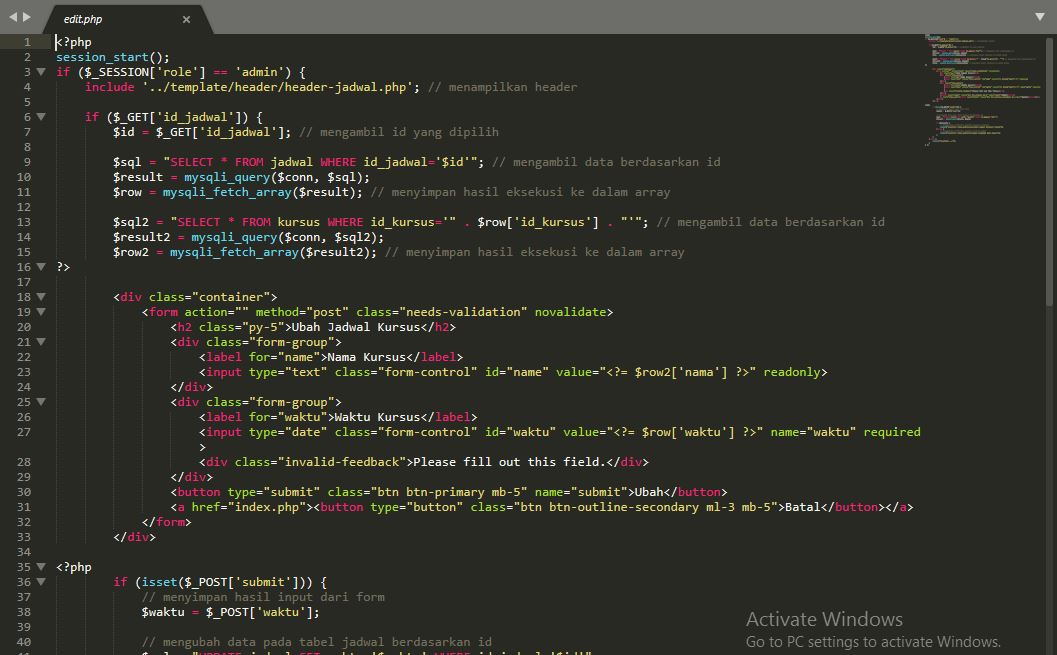 edit.php ×
1 <?php
2 session_start();
3 if ($_SESSION['role'] == 'admin') {
4 include '../template/header/header-jadwal.php'; // menampilkan header
5
6 if ($_GET['id_jadwal']) {
7 $id = $_GET['id_jadwal']; // mengambil id yang dipilih
8
9 $sql = "SELECT * FROM jadwal WHERE id_jadwal='$id'"; // mengambil data berdasarkan id
10 $result = mysqli_query($conn, $sql);
11 $row = mysqli_fetch_array($result); // menyimpan hasil eksekusi ke dalam array
12
13 $sql2 = "SELECT * FROM kursus WHERE id_kursus='" . $row['id_kursus'] . "'"; // mengambil data berdasarkan id
14 $result2 = mysqli_query($conn, $sql2);
15 $row2 = mysqli_fetch_array($result2); // menyimpan hasil eksekusi ke dalam array
16 ?>
17
18 <div class="container">
19 <form action="" method="post" class="needs-validation" novalidate>
20 <h2 class="py-5">Ubah Jadwal Kursus</h2>
21 <div class="form-group">
22 <label for="name">Nama Kursus</label>
23 <input type="text" class="form-control" id="name" value="<?= $row2['nama'] ?>" readonly>
24 </div>
25 <div class="form-group">
26 <label for="waktu">Waktu Kursus</label>
27 <input type="date" class="form-control" id="waktu" value="<?= $row['waktu'] ?>" name="waktu" required
>
28 <div class="invalid-feedback">Please fill out this field.</div>
29 </div>
30 <button type="submit" class="btn btn-primary mb-5" name="submit">Ubah</button>
31 <a href="index.php"><button type="button" class="btn btn-outline-secondary ml-3 mb-5">Batal</button></a>
32 </form>
33 </div>
34
35 <?php
36 if (isset($_POST['submit'])) {
37 // menyimpan hasil input dari form
38 $waktu = $_POST['waktu'];
39
40 // mengubah data pada tabel jadwal berdasarkan id
Activate Windows
Go to PC settings to activate Windows.